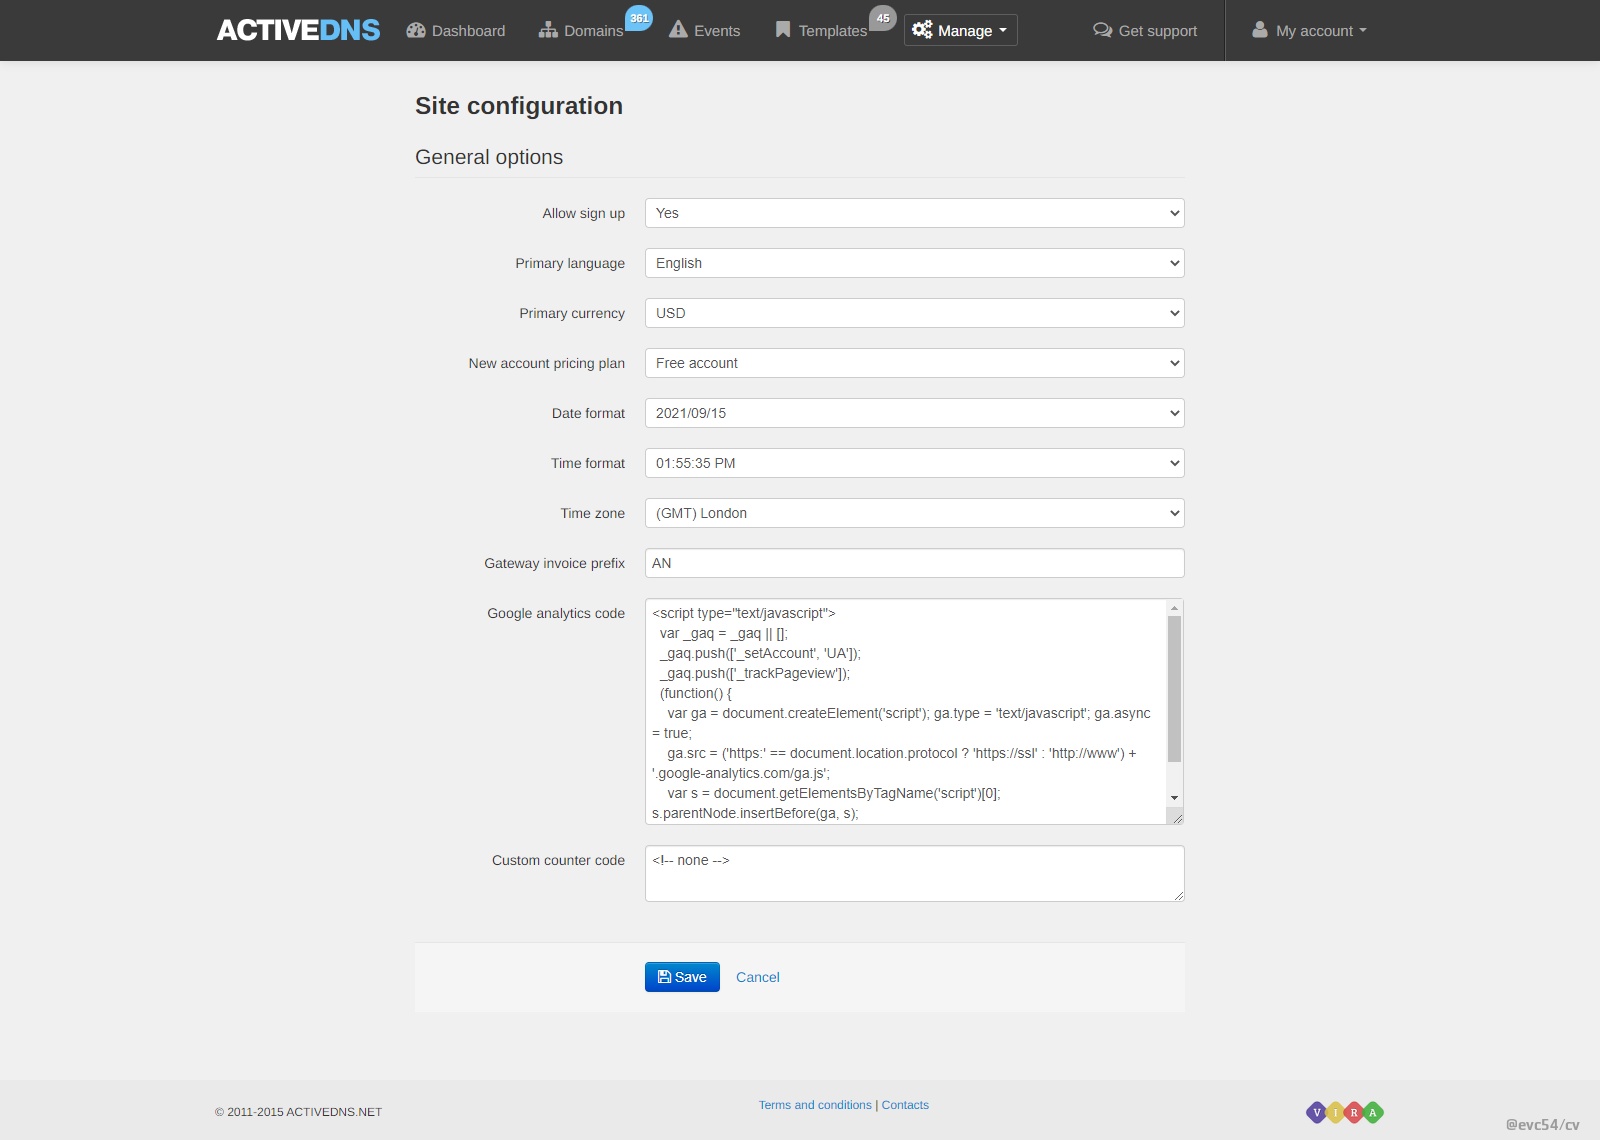 ACTIVEDNS
Dashboard
Domains 361
Events
Templates 45
Manage
Get support
My account
Site configuration
General options
Allow sign up Yes
Primary language English
Primary currency USD
New account pricing plan Free account
Date format 2021/09/15
Time format 01:55:35 PM
Time zone (GMT) London
Gateway invoice prefix AN
Google analytics code <script type="text/javascript">
var _gaq = _gaq || [];
_gaq.push(['_setAccount', 'UA']);
_gaq.push(['_trackPageview']);
(function() {
var ga = document.createElement('script'); ga.type = 'text/javascript'; ga.async
= true;
ga.src = ('https:' == document.location.protocol ? 'https://ssl' : 'http://www') +
'.google-analytics.com/ga.js';
var s = document.getElementsByTagName('script')[0];
s.parentNode.insertBefore(ga, s);
Custom counter code <!-- none -->
Save Cancel
© 2011-2015 ACTIVEDNS.NET
Terms and conditions | Contacts
VIRA
@evc54/cv